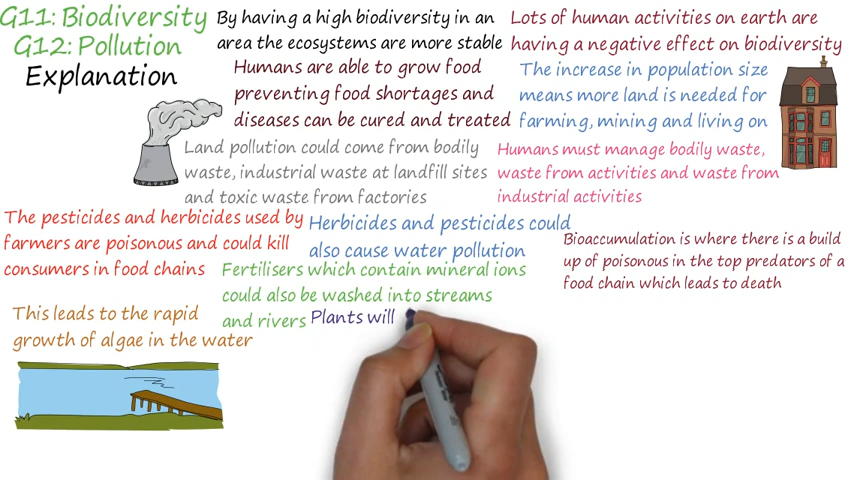 G11: Biodiversity
G12: Pollution
Explanation
By having a high biodiversity in an
area the ecosystems are more stable
Lots of human activities on earth are
having a negative effect on biodiversity
Humans are able to grow food
preventing food shortages and
diseases can be cured and treated
The increase in population size
means more land is needed for
farming, mining and living on
Land pollution could come from bodily
waste, industrial waste at landfill sites
and toxic waste from factories
Humans must manage bodily waste,
waste from activities and waste from
industrial activities
The pesticides and herbicides used by
farmers are poisonous and could kill
consumers in food chains
Herbicides and pesticides could
also cause water pollution
Bioaccumulation is where there is a build
up of poisonous in the top predators of a
food chain which leads to death
Fertilisers which contain mineral ions
could also be washed into streams
and rivers
This leads to the rapid
growth of algae in the water
Plants will